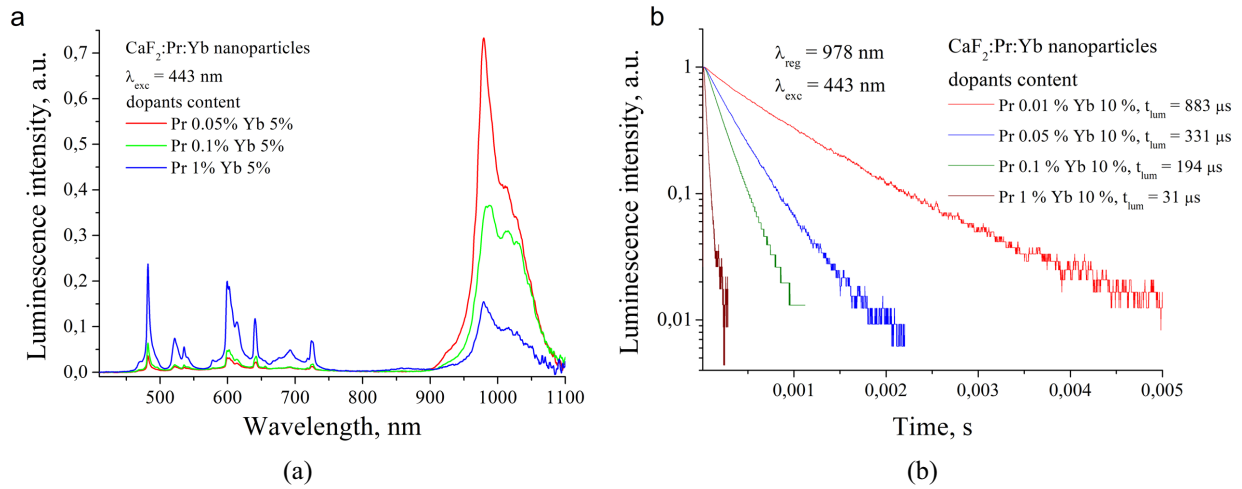 a
Luminescence intensity, a.u.
0,7
0,6
0,5
0,4
0,3
0,2
0,1
0,0
CaF2:Pr:Yb nanoparticles
λexc = 443 nm
dopants content
Pr 0.05% Yb 5%
Pr 0.1% Yb 5%
Pr 1% Yb 5%
500 600 700 800 900 1000 1100
Wavelength, nm
(a)
b
Luminescence intensity, a.u.
1
0,1
0,01
λreg = 978 nm
λexc = 443 nm
CaF2:Pr:Yb nanoparticles
dopants content
Pr 0.01 % Yb 10 %, tlum = 883 μs
Pr 0.05 % Yb 10 %, tlum = 331 μs
Pr 0.1 % Yb 10 %, tlum = 194 μs
Pr 1 % Yb 10 %, tlum = 31 μs
0,001 0,002 0,003 0,004 0,005
Time, s
(b)